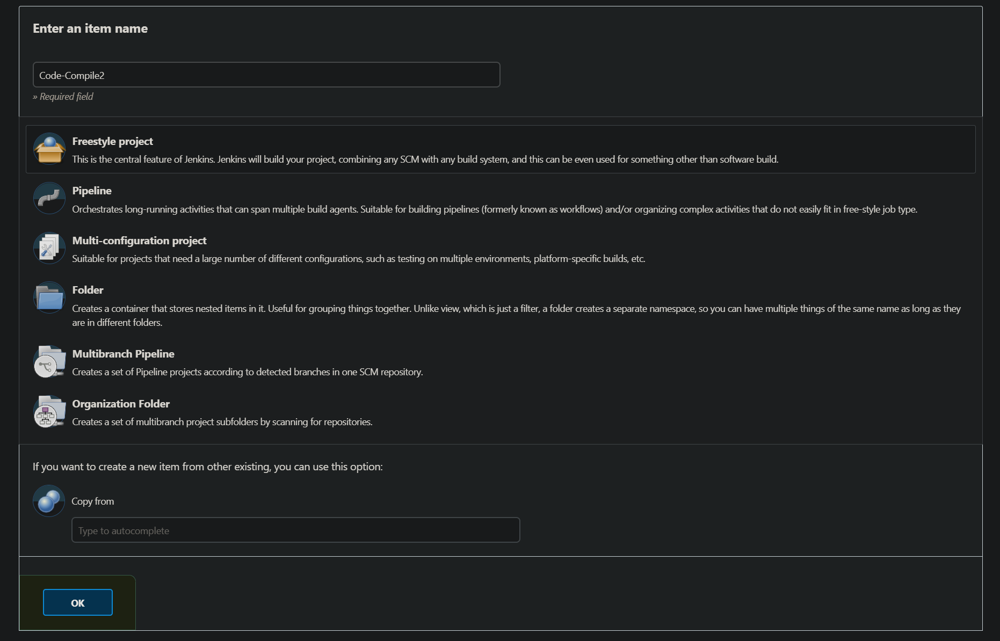 Enter an item name
Code-Compile2
» Required field
Freestyle project
This is the central feature of Jenkins. Jenkins will build your project, combining any SCM with any build system, and this can be even used for something other than software build.
Pipeline
Orchestrates long-running activities that can span multiple build agents. Suitable for building pipelines (formerly known as workflows) and/or organizing complex activities that do not easily fit in free-style job type.
Multi-configuration project
Suitable for projects that need a large number of different configurations, such as testing on multiple environments, platform-specific builds, etc.
Folder
Creates a container that stores nested items in it. Useful for grouping things together. Unlike view, which is just a filter, a folder creates a separate namespace, so you can have multiple things of the same name as long as they
are in different folders.
Multibranch Pipeline
Creates a set of Pipeline projects according to detected branches in one SCM repository.
Organization Folder
Creates a set of multibranch project subfolders by scanning for repositories.
If you want to create a new item from other existing, you can use this option:
Copy from
Type to autocomplete
OK